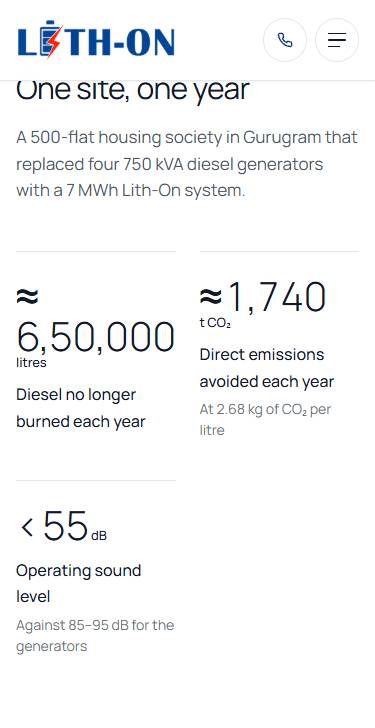 LITH-ON
One site, one year
A 500-flat housing society in Gurugram that
replaced four 750 kVA diesel generators
with a 7 MWh Lith-On system.
≈
6,50,000
litres
Diesel no longer
burned each year
≈1,740
t CO₂
Direct emissions
avoided each year
At 2.68 kg of CO₂ per
litre
< 55 dB
Operating sound
level
Against 85–95 dB for the
generators